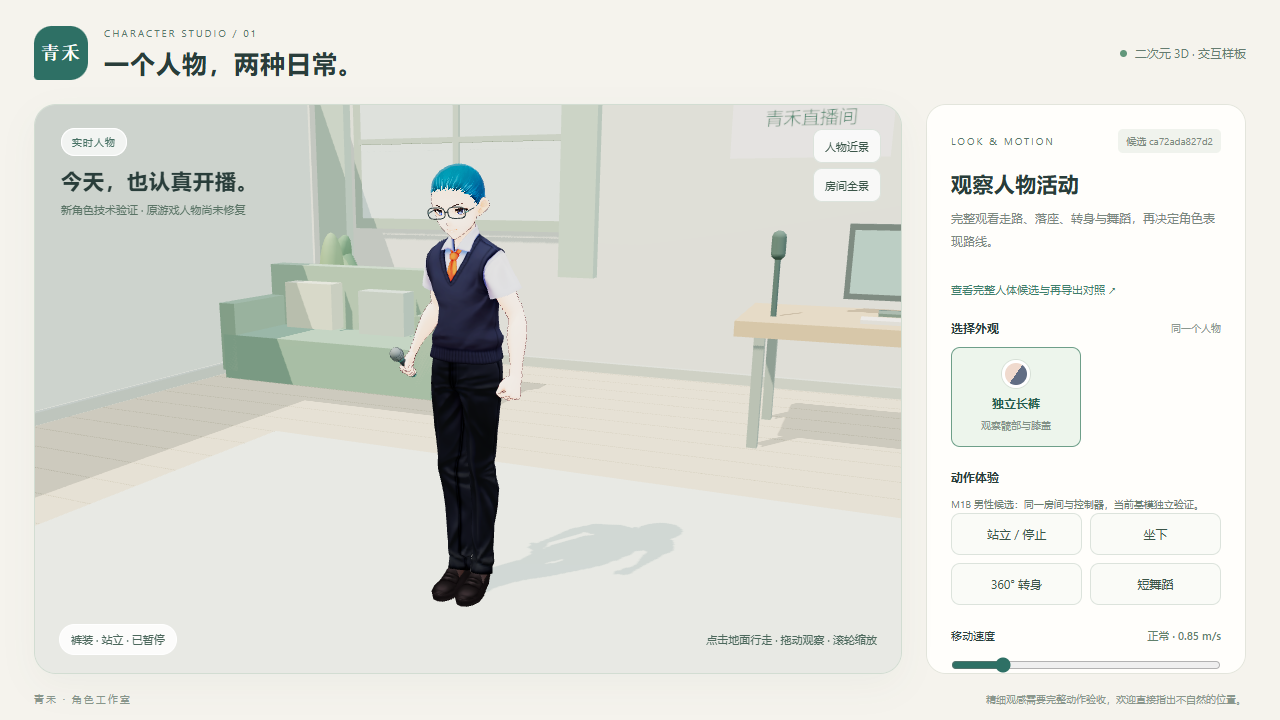 青禾
CHARACTER STUDIO / 01
一个人物，两种日常。
二次元 3D · 交互样板
实时人物
今天，也认真开播。
新角色技术验证 · 原游戏人物尚未修复
青禾直播间
人物近景
房间全景
裤装 · 站立 · 已暂停
点击地面行走 · 拖动观察 · 滚轮缩放
LOOK & MOTION
候选 ca72ada827d2
观察人物活动
完整观看走路、落座、转身与舞蹈，再决定角色表
现路线。
查看完整人体候选与再导出对照 ↗
选择外观
同一个人物
独立长裤
观察髋部与膝盖
动作体验
M1B 男性候选：同一房间与控制器，当前基模独立验证。
站立 / 停止
坐下
360° 转身
短舞蹈
移动速度
正常 · 0.85 m/s
青禾 · 角色工作室
精细观感需要完整动作验收，欢迎直接指出不自然的位置。